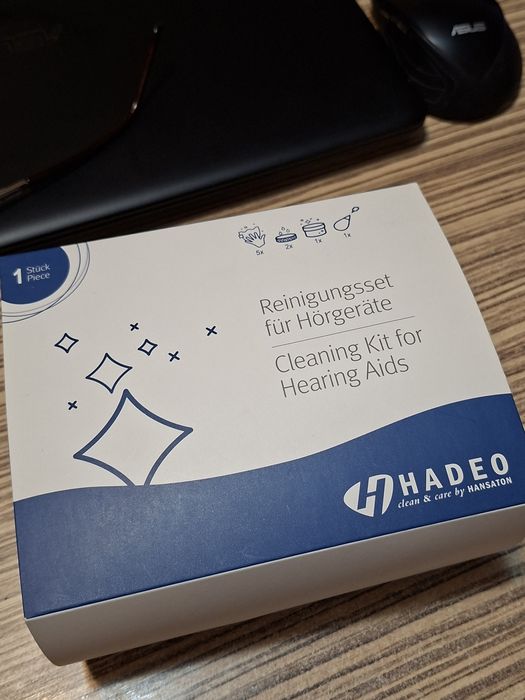 ASUS
1 Stück
Piece
5x 2x 1x 1x
Reinigungsset
für Hörgeräte
Cleaning Kit for
Hearing Aids
HADEO
clean & care by HANSATON